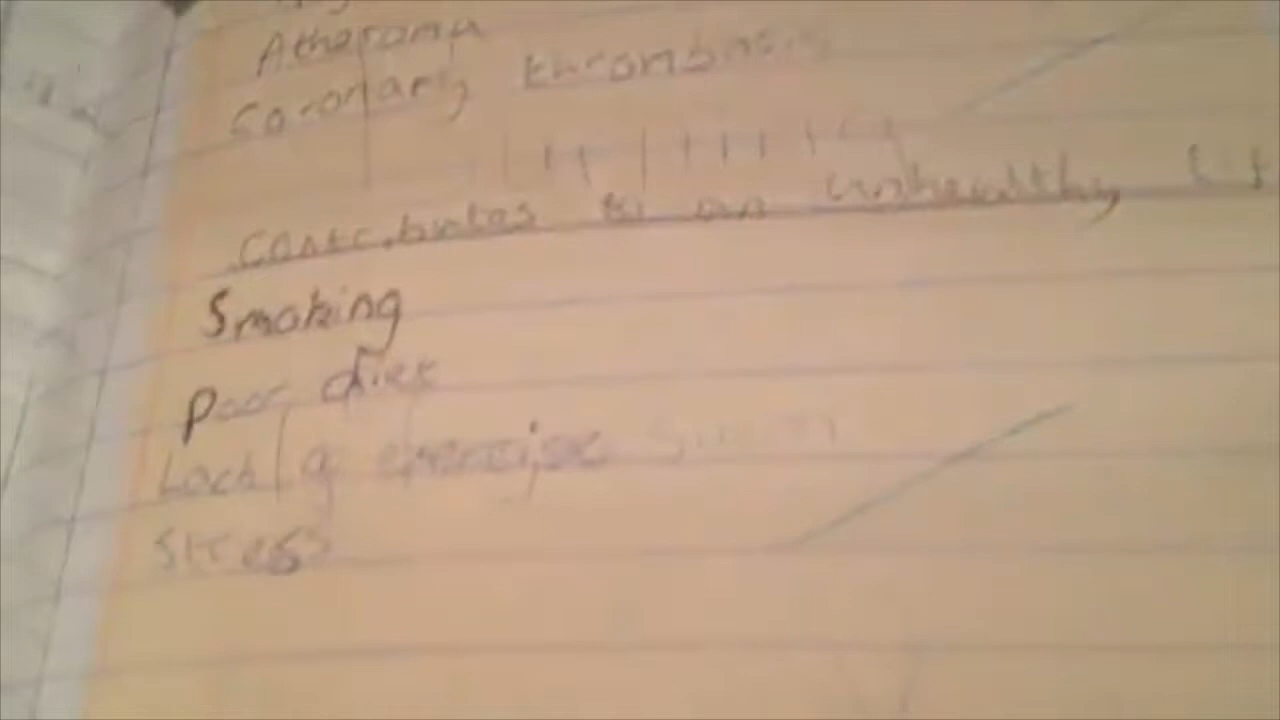 Atheroma
Coronary thrombosis
Contributes to an unhealthy
Smoking
Poor diet
Lack of exercise
Stress